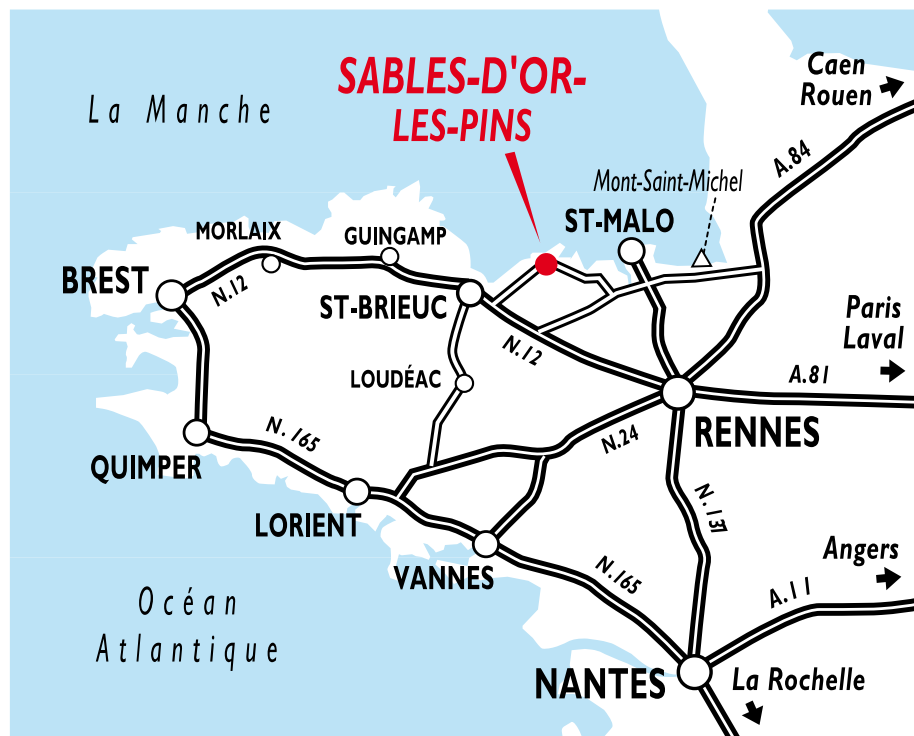 SABLES-D'OR-
LES-PINS
La Manche
Caen
Rouen
A.84
Mont-Saint-Michel
ST-MALO
MORLAIX
GUINGAMP
BREST
N.12
ST-BRIEUC
Paris
Laval
N.12
LOUDÉAC
A.81
RENNES
N.24
N. 165
QUIMPER
LORIENT
N. 137
VANNES
N.165
Angers
A.11
Océan
Atlantique
NANTES
La Rochelle